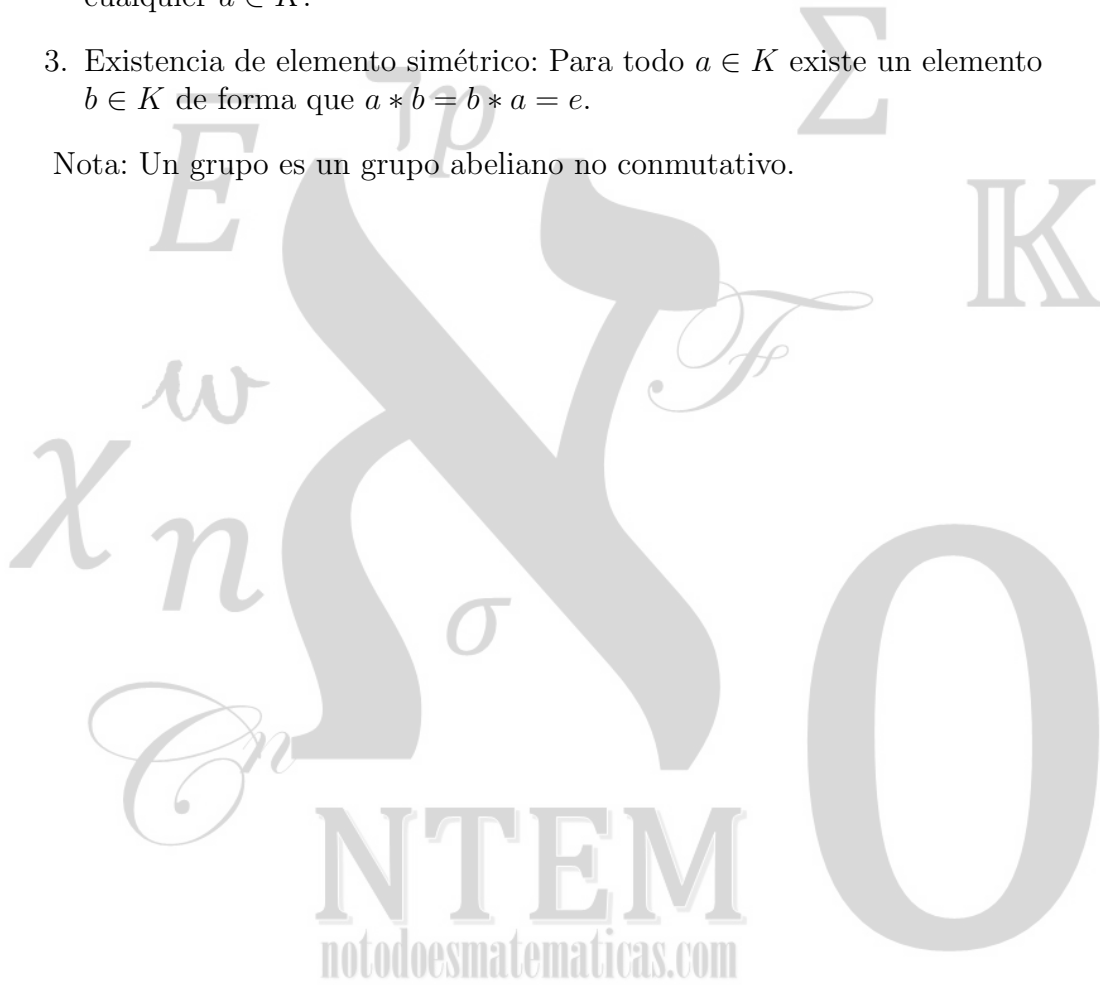 cualquier a ∈ K.
3. Existencia de elemento simétrico: Para todo a ∈ K existe un elemento
b ∈ K de forma que a ∗ b = b ∗ a = e.
Nota: Un grupo es un grupo abeliano no conmutativo.
Σ
E
p
K
F
w
χ
n
σ
C n
א
0
NTEM
notodoesmatematicas.com